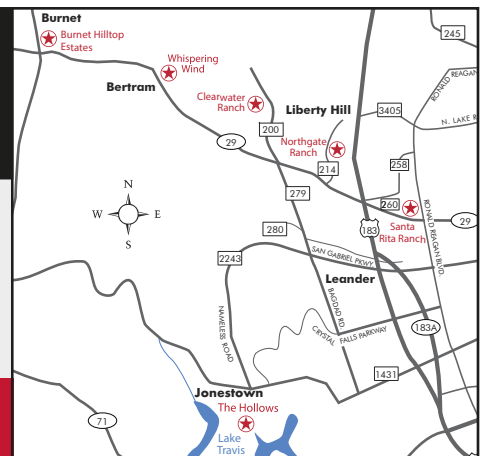 Burnet
Burnet Hilltop
Estates
245
Whispering
Wind
RONALD REAGAN
Bertram
Clearwater
Ranch
Liberty Hill
3405
N. LAKE
200
29
Northgate
Ranch
214
258
279
260
N
W
E
S
Santa
Rita Ranch
29
183
280
RONALD REAGAN BLVD.
2243
SAN GABRIEL PKWY.
Leander
BAGDAD RD.
183A
NAMELESS ROAD
CRYSTAL FALLS PARKWAY
1431
Jonestown
The Hollows
71
Lake
Travis